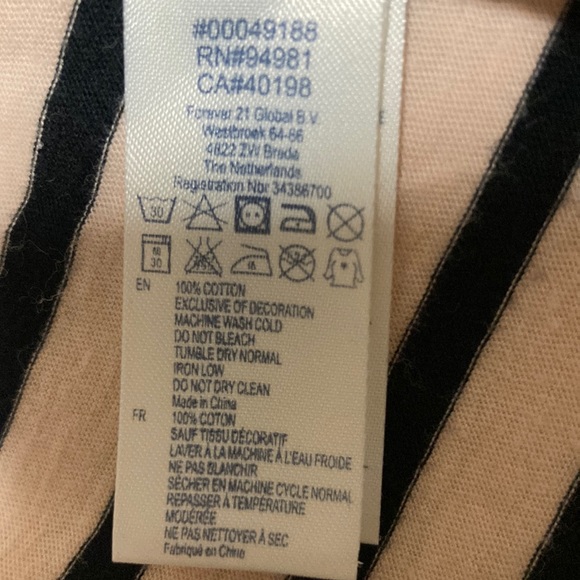 #00049188
RN#94981
CA#40198
Forever 21 Global B.V
Westbroek 64-66
4822 ZW Breda
The Netherlands
Registration Nbr 34386700
30
30
EN
100% COTTON
EXCLUSIVE OF DECORATION
MACHINE WASH COLD
DO NOT BLEACH
TUMBLE DRY NORMAL
IRON LOW
DO NOT DRY CLEAN
Made in China
FR
100% COTON
SAUF TISSU DÉCORATIF
LAVER À LA MACHINE À L'EAU FROIDE
NE PAS BLANCHIR
SÉCHER EN MACHINE CYCLE NORMAL
REPASSER À TEMPÉRATURE
MODÉRÉE
NE PAS NETTOYER À SEC
Fabriqué en Chine